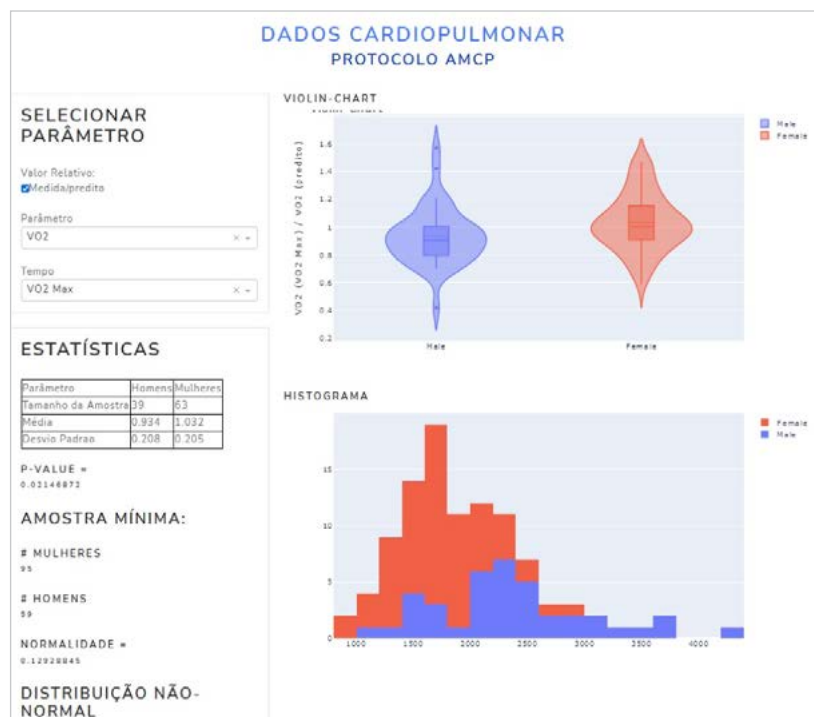 DADOS CARDIOPULMONAR
PROTOCOLO AMCP
SELECIONAR
PARÂMETRO
Valor Relativo:
Medida/predito
Parâmetro
VO2
Tempo
VO2 Max
ESTATÍSTICAS
Parâmetro Homens Mulheres
Tamanho da Amostra 39 63
Média 0.934 1.032
Desvio Padrao 0.208 0.205
P-VALUE =
0.02146872
AMOSTRA MÍNIMA:
# MULHERES
95
# HOMENS
59
NORMALIDADE =
0.12928845
DISTRIBUIÇÃO NÃO-
NORMAL
VIOLIN-CHART
VO2 (VO2 Max) / VO2 (predito)
1.6
1.4
1.2
1
0.8
0.6
0.4
0.2
Male
Female
Male
Female
HISTOGRAMA
15
10
5
0
1000 1500 2000 2500 3000 3500 4000
Female
Male